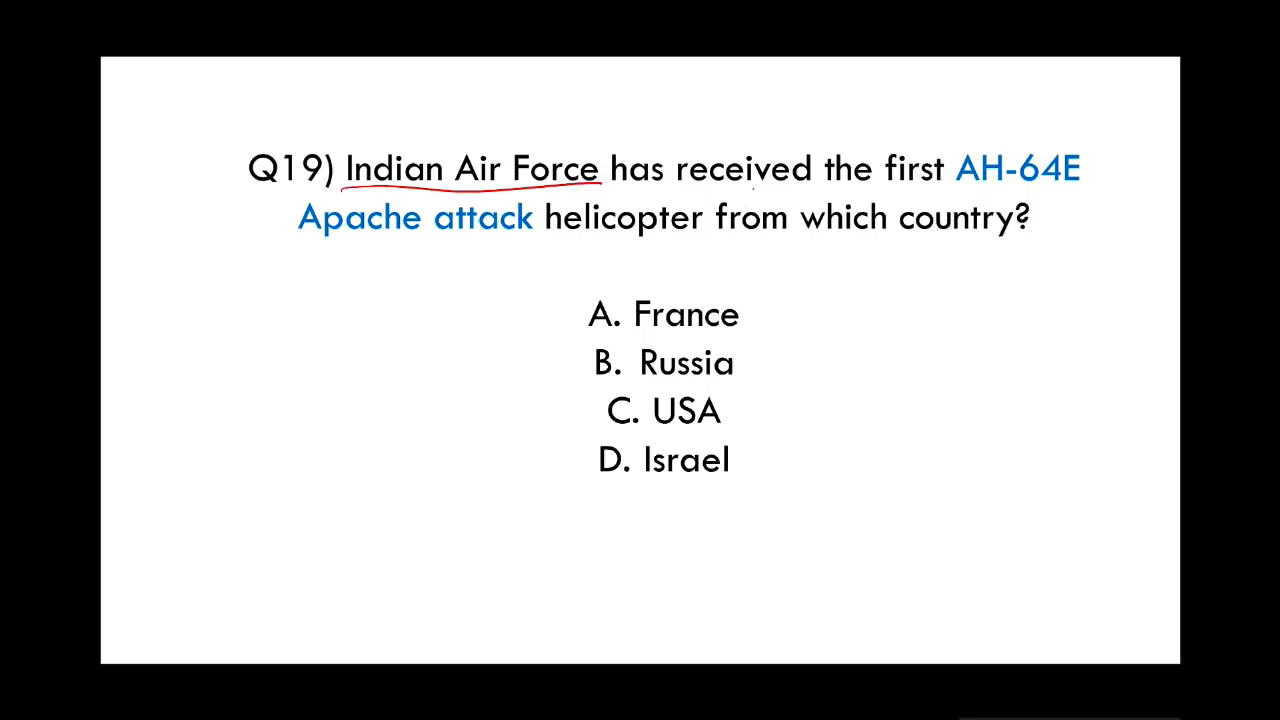 Q19) Indian Air Force has received the first AH-64E
Apache attack helicopter from which country?
A. France
B. Russia
C. USA
D. Israel